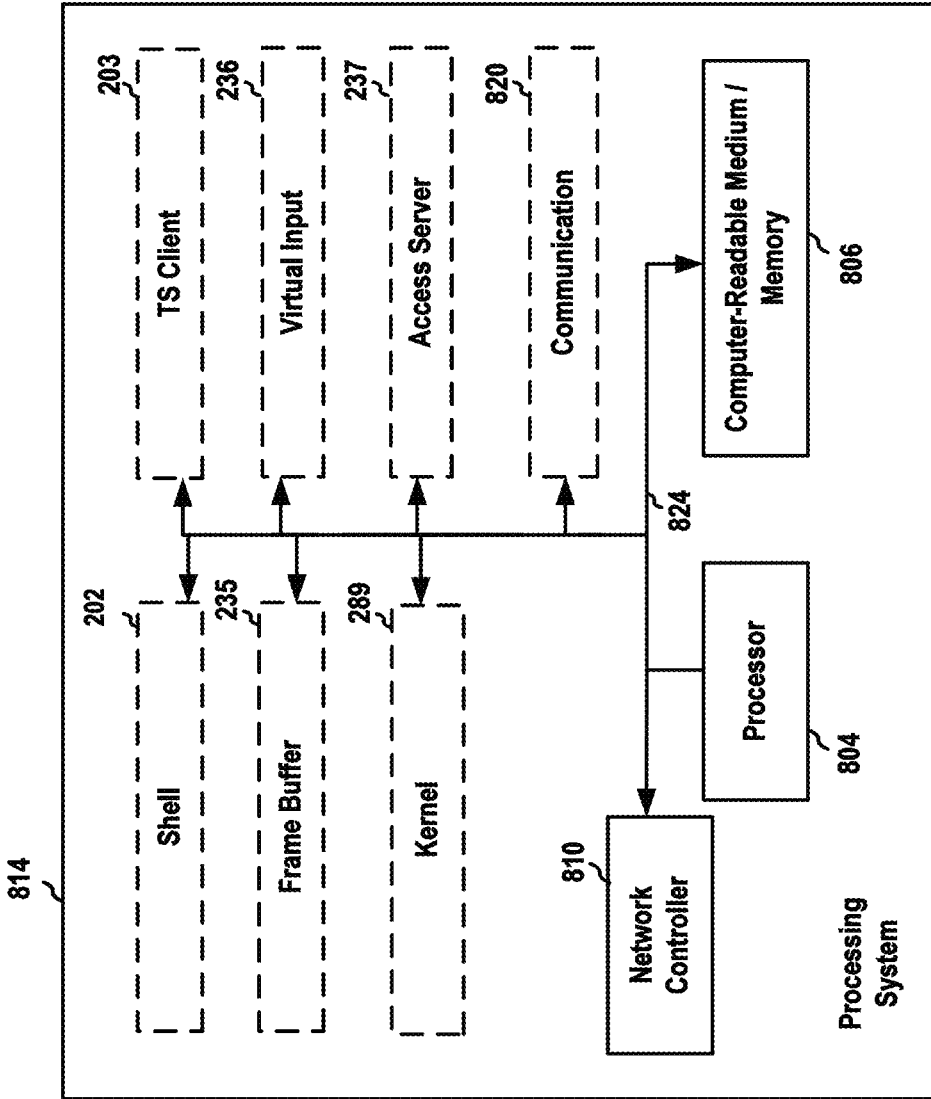 814
202
Shell
203
TS Client
235
Frame Buffer
236
Virtual Input
289
Kernel
237
Access Server
820
Communication
824
810
Network
Controller
Processor
804
Computer-Readable Medium /
Memory
806
Processing
System